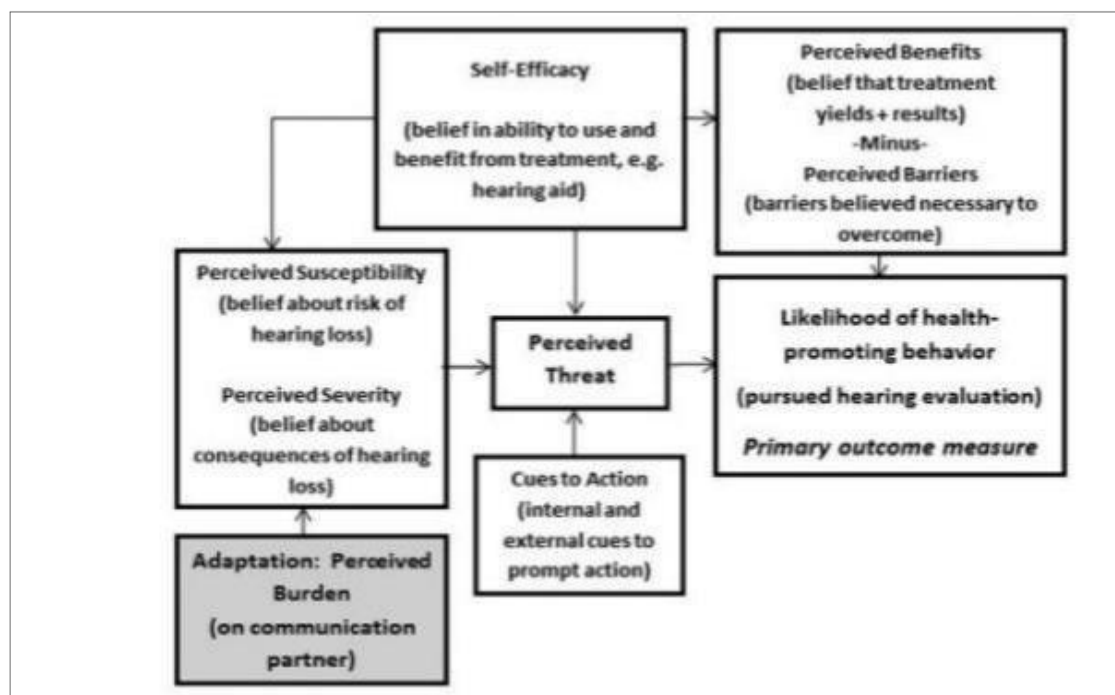 Self-Efficacy
(belief in ability to use and
benefit from treatment, e.g.
hearing aid)
Perceived Benefits
(belief that treatment
yields + results)
-Minus-
Perceived Barriers
(barriers believed necessary to
overcome)
Perceived Susceptibility
(belief about risk of
hearing loss)
Perceived Severity
(belief about
consequences of hearing
loss)
Perceived
Threat
Likelihood of health-
promoting behavior
(pursued hearing evaluation)
Primary outcome measure
Cues to Action
(internal and
external cues to
prompt action)
Adaptation: Perceived
Burden
(on communication
partner)